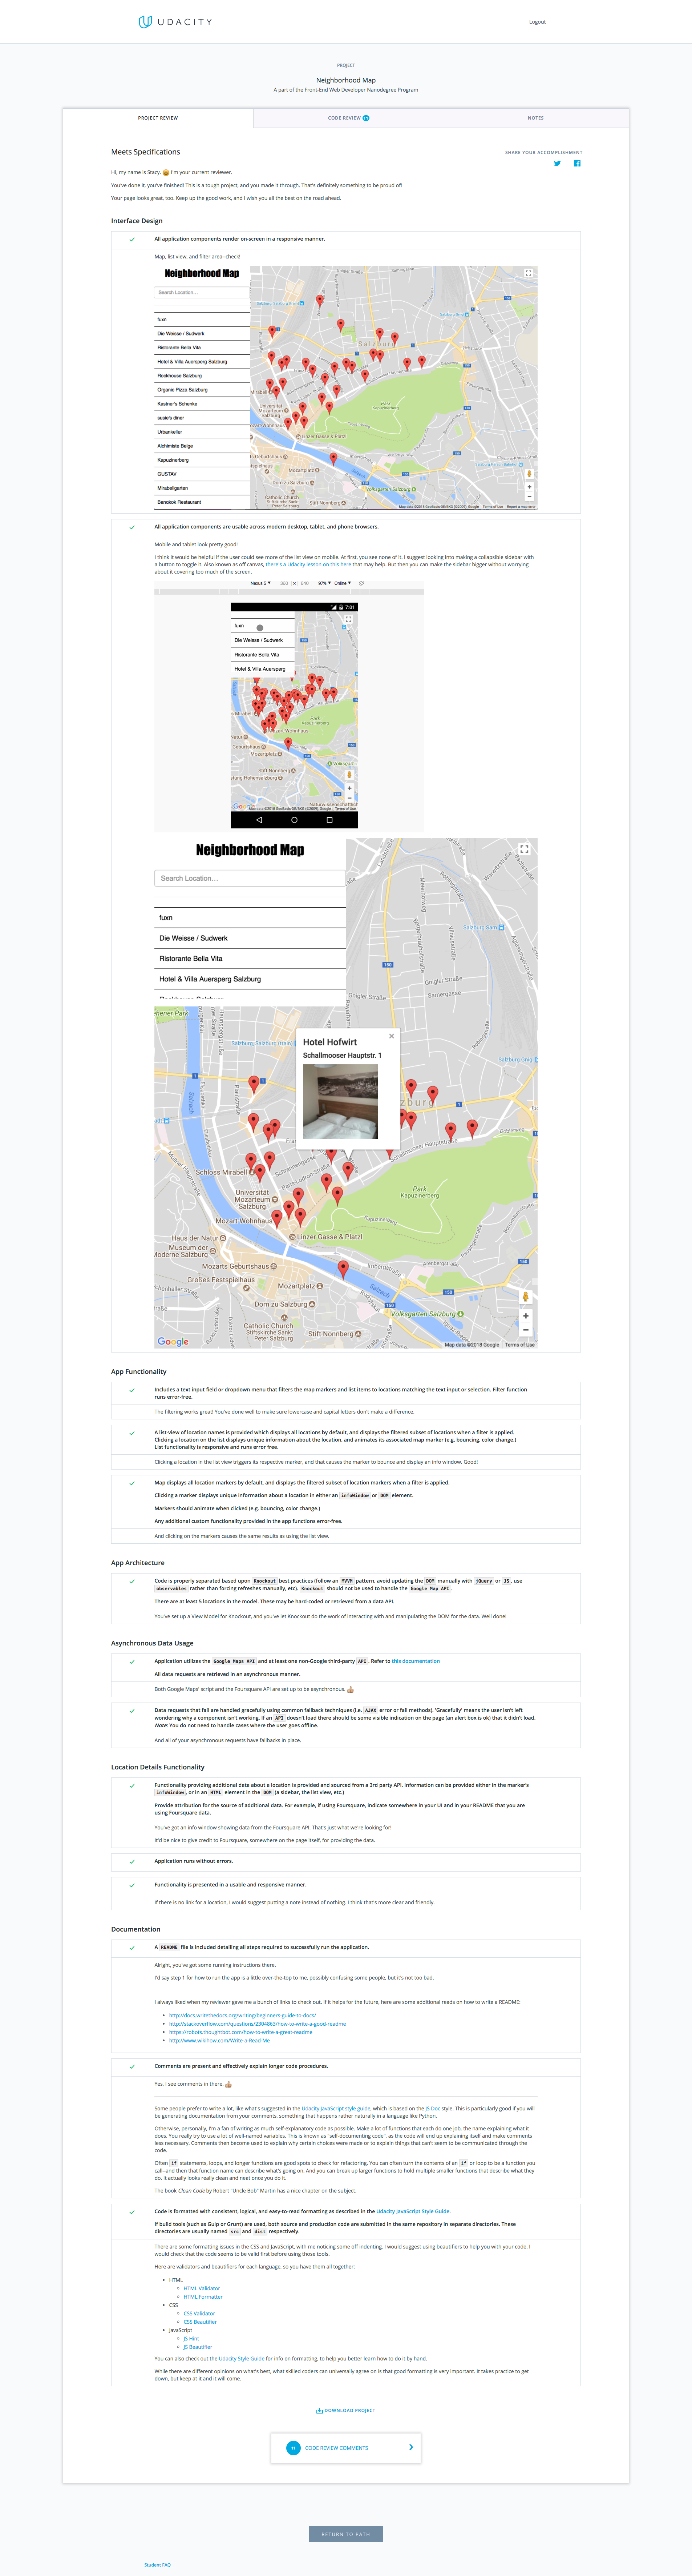 UDACITY
Logout
PROJECT
Neighborhood Map
A part of the Front-End Web Developer Nanodegree Program
PROJECT REVIEW
CODE REVIEW
NOTES
Meets Specifications
SHARE YOUR ACCOMPLISHMENT
Hi, my name is Stacy. I'm your current reviewer.
You've done it, you've finished! This is a tough project, and you made it through. That's definitely something to be proud of!
Your page looks great, too. Keep up the good work, and I wish you all the best on the road ahead.
Interface Design
All application components render on-screen in a responsive manner.
Map, list view, and filter area--check!
Neighborhood Map
Search Location...
fuxn
Die Weisse / Sudwerk
Ristorante Bella Vita
Hotel & Villa Auersperg Salzburg
Rockhouse Salzburg
Organic Pizza Salzburg
Kastner's Schenke
susie's diner
Urbankeller
Alchimiste Belge
Kapuzinerberg
GUSTAV
Mirabellgarten
Bangkok Restaurant
All application components are usable across modern desktop, tablet, and phone browsers.
Mobile and tablet look pretty good!
I think it would be helpful if the user could see more of the list view on mobile. At first, you see none of it. I suggest looking into making a collapsible sidebar with
a button to toggle it. Also known as off canvas, there's a Udacity lesson on this here that may help. But then you can make the sidebar bigger without worrying
about it covering too much of the screen.
Nexus 5 360 × 640 97% Online
7:01
fuxn
Die Weisse / Sudwerk
Ristorante Bella Vita
Hotel & Villa Auersperg
Neighborhood Map
Search Location...
fuxn
Die Weisse / Sudwerk
Ristorante Bella Vita
Hotel & Villa Auersperg Salzburg
Hotel Hofwirt
Schallmooser Hauptstr. 1
Schloss Mirabell
Universität
Mozarteum
Salzburg
Mozart-Wohnhaus
Park
Kapuzinerberg
Linzer Gasse & Platzl
Haus der Natur
Museum der
Moderne Salzburg
Mozarts Geburtshaus
Großes Festspielhaus
Mozartplatz
Dom zu Salzburg
Volksgarten Salzburg
Catholic Church
Stiftskirche Sankt
Peter Salzburg
Stift Nonnberg
Google
Map data ©2018 Google Terms of Use
App Functionality
Includes a text input field or dropdown menu that filters the map markers and list items to locations matching the text input or selection. Filter function
runs error-free.
The filtering works great! You've done well to make sure lowercase and capital letters don't make a difference.
A list-view of location names is provided which displays all locations by default, and displays the filtered subset of locations when a filter is applied.
Clicking a location on the list displays unique information about the location, and animates its associated map marker (e.g. bouncing, color change.)
List functionality is responsive and runs error free.
Clicking a location in the list view triggers its respective marker, and that causes the marker to bounce and display an info window. Good!
Map displays all location markers by default, and displays the filtered subset of location markers when a filter is applied.
Clicking a marker displays unique information about a location in either an infoWindow or DOM element.
Markers should animate when clicked (e.g. bouncing, color change.)
Any additional custom functionality provided in the app functions error-free.
And clicking on the markers causes the same results as using the list view.
App Architecture
Code is properly separated based upon Knockout best practices (follow an MVVM pattern, avoid updating the DOM manually with jQuery or JS, use
observables rather than forcing refreshes manually, etc). Knockout should not be used to handle the Google Map API.
There are at least 5 locations in the model. These may be hard-coded or retrieved from a data API.
You've set up a View Model for Knockout, and you've let Knockout do the work of interacting with and manipulating the DOM for the data. Well done!
Asynchronous Data Usage
Application utilizes the Google Maps API and at least one non-Google third-party API. Refer to this documentation
All data requests are retrieved in an asynchronous manner.
Both Google Maps' script and the Foursquare API are set up to be asynchronous.
Data requests that fail are handled gracefully using common fallback techniques (i.e. AJAX error or fail methods). 'Gracefully' means the user isn't left
wondering why a component isn't working. If an API doesn't load there should be some visible indication on the page (an alert box is ok) that it didn't load.
Note: You do not need to handle cases where the user goes offline.
And all of your asynchronous requests have fallbacks in place.
Location Details Functionality
Functionality providing additional data about a location is provided and sourced from a 3rd party API. Information can be provided either in the marker's
infoWindow, or in an HTML element in the DOM (a sidebar, the list view, etc.)
Provide attribution for the source of additional data. For example, if using Foursquare, indicate somewhere in your UI and in your README that you are
using Foursquare data.
You've got an info window showing data from the Foursquare API. That's just what we're looking for!
It'd be nice to give credit to Foursquare, somewhere on the page itself, for providing the data.
Application runs without errors.
Functionality is presented in a usable and responsive manner.
If there is no link for a location, I would suggest putting a note instead of nothing. I think that's more clear and friendly.
Documentation
A README file is included detailing all steps required to successfully run the application.
Alright, you've got some running instructions there.
I'd say step 1 for how to run the app is a little over-the-top to me, possibly confusing some people, but it's not too bad.
I always liked when my reviewer gave me a bunch of links to check out. If it helps for the future, here are some additional reads on how to write a README:
http://docs.writethedocs.org/writing/beginners-guide-to-docs/
http://stackoverflow.com/questions/2304863/how-to-write-a-good-readme
https://robots.thoughtbot.com/how-to-write-a-great-readme
http://www.wikihow.com/Write-a-Read-Me
Comments are present and effectively explain longer code procedures.
Yes, I see comments in there.
Some people prefer to write a lot, like what's suggested in the Udacity JavaScript style guide, which is based on the JS Doc style. This is particularly good if you will
be generating documentation from your comments, something that happens rather naturally in a language like Python.
Otherwise, personally, I'm a fan of writing as much self-explanatory code as possible. Make a lot of functions that each do one job, the name explaining what it
does. You really try to use a lot of well-named variables. This is known as "self-documenting code", as the code will end up explaining itself and make comments
less necessary. Comments then become used to explain why certain choices were made or to explain things that can't seem to be communicated through the
code.
Often if statements, loops, and longer functions are good spots to check for refactoring. You can often turn the contents of an if or loop to be a function you
call--and then that function name can describe what's going on. And you can break up larger functions to hold multiple smaller functions that describe what they
do. It actually looks really clean and neat once you do it.
The book Clean Code by Robert "Uncle Bob" Martin has a nice chapter on the subject.
Code is formatted with consistent, logical, and easy-to-read formatting as described in the Udacity JavaScript Style Guide.
If build tools (such as Gulp or Grunt) are used, both source and production code are submitted in the repository in separate directories. These
directories are usually named src and dist respectively.
There are some formatting issues in the CSS and JavaScript, with me noticing some off indenting. I would suggest using beautifiers to help you with your code. I
would check that the code seems to be valid first before using those tools.
Here are validators and beautifiers for each language, so you have them all together:
HTML
HTML Validator
HTML Formatter
CSS
CSS Validator
CSS Beautifier
JavaScript
JS Hint
JS Beautifier
You can also check out the Udacity Style Guide for info on formatting, to help you better learn how to do it by hand.
While there are different opinions on what's best, what skilled coders can universally agree on is that good formatting is very important. It takes practice to get
down, but keep at it and it will come.
DOWNLOAD PROJECT
CODE REVIEW COMMENTS
RETURN TO PATH
Student FAQ